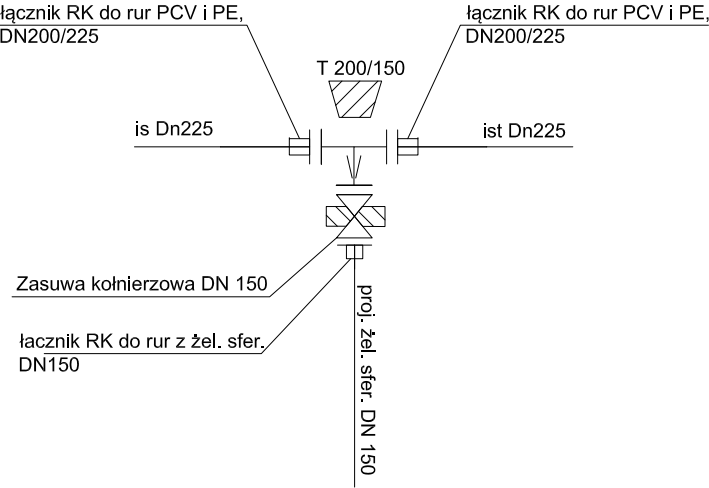 łącznik RK do rur PCV i PE,
DN200/225
łącznik RK do rur PCV i PE,
DN200/225
T 200/150
is Dn225
ist Dn225
Zasuwa kołnierzowa DN 150
łacznik RK do rur z żel. sfer.
DN150
proj. żel. sfer. DN 150